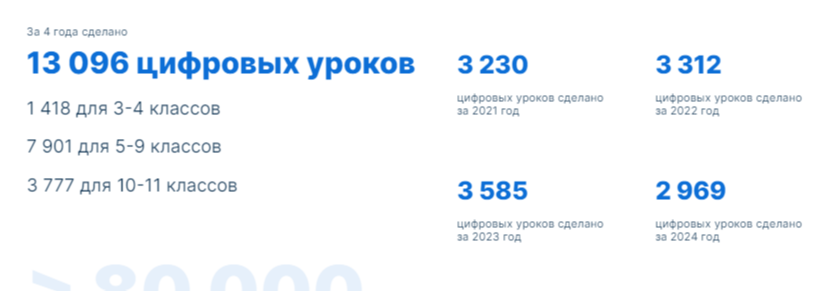 За 4 года сделано
13 096 цифровых уроков
1 418 для 3-4 классов
7 901 для 5-9 классов
3 777 для 10-11 классов
3 230
цифровых уроков сделано
за 2021 год
3 312
цифровых уроков сделано
за 2022 год
3 585
цифровых уроков сделано
за 2023 год
2 969
цифровых уроков сделано
за 2024 год
> 80 000